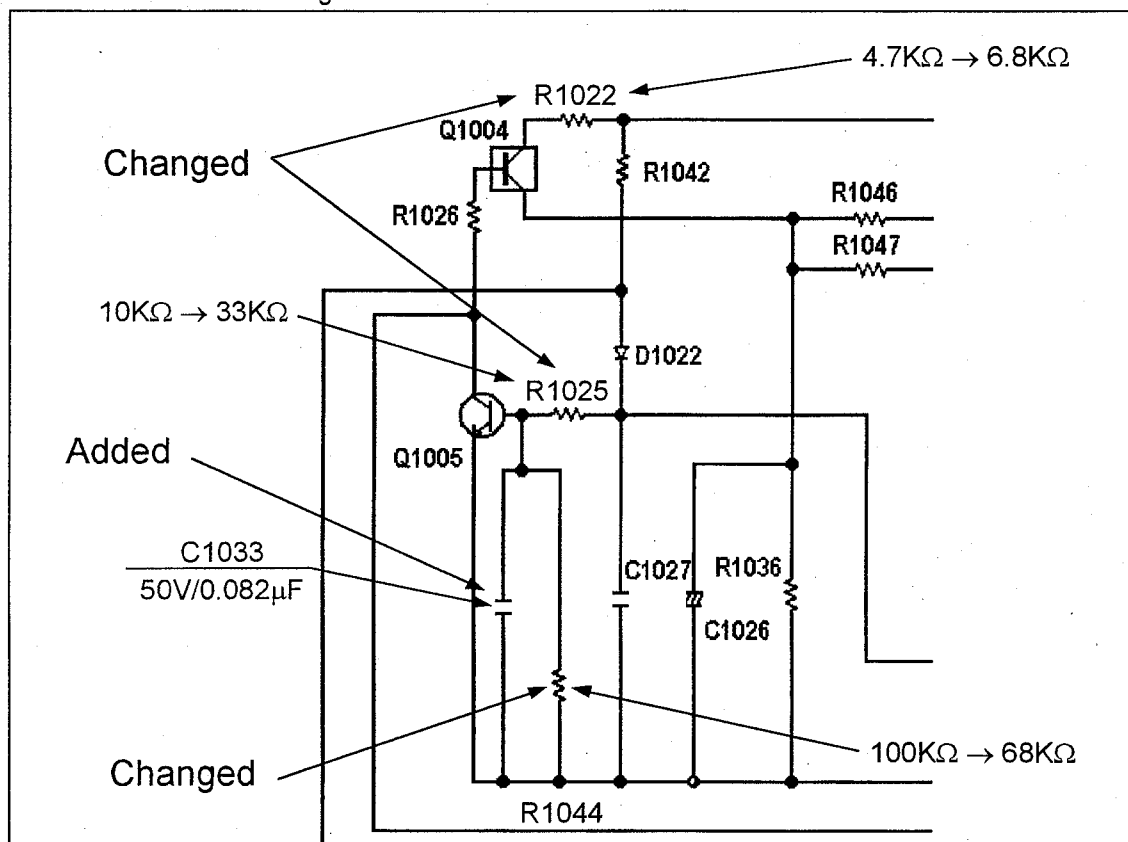 4.7KΩ → 6.8KΩ
R1022
Q1004
Changed
R1042
R1026
R1046
R1047
10KΩ → 33KΩ
D1022
R1025
Added
Q1005
C1033
50V/0.082µF
C1027
R1036
C1026
Changed
100KΩ → 68KΩ
R1044